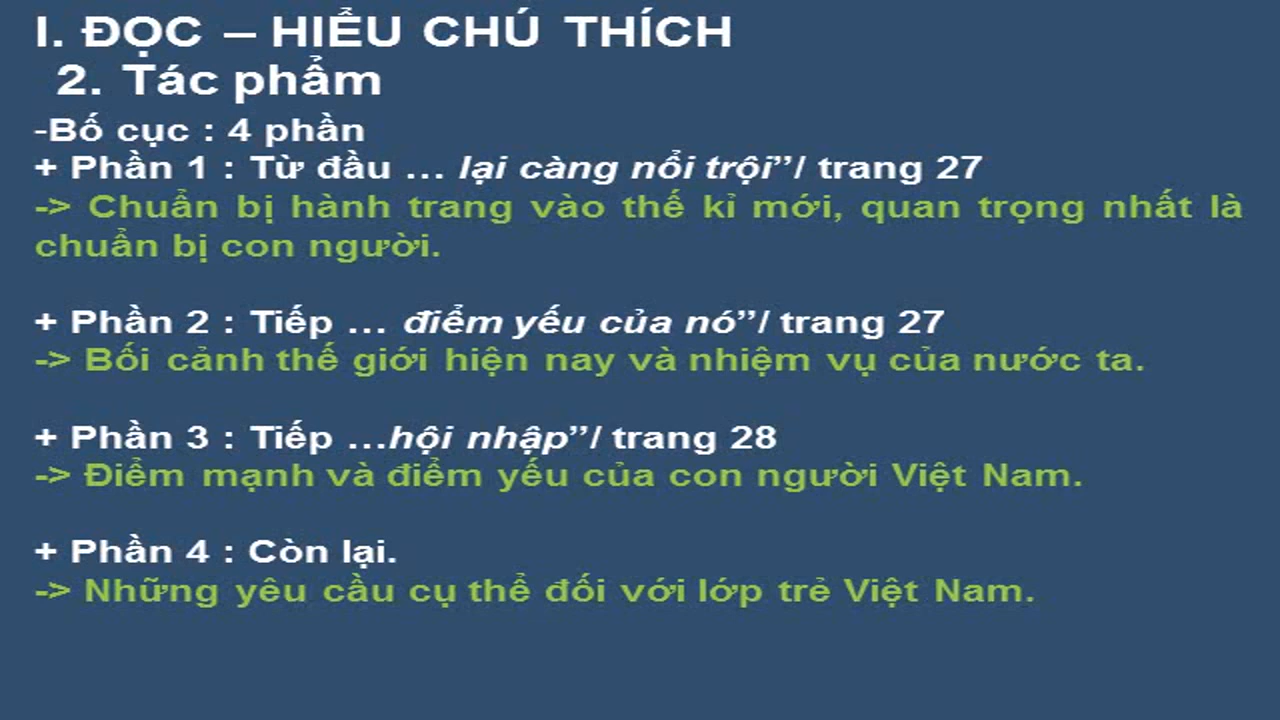 I. ĐỌC – HIỂU CHÚ THÍCH
2. Tác phẩm
-Bố cục : 4 phần
+ Phần 1 : Từ đầu … lại càng nổi trội”/ trang 27
-> Chuẩn bị hành trang vào thế kỉ mới, quan trọng nhất là
chuẩn bị con người.
+ Phần 2 : Tiếp … điểm yếu của nó”/ trang 27
-> Bối cảnh thế giới hiện nay và nhiệm vụ của nước ta.
+ Phần 3 : Tiếp …hội nhập”/ trang 28
-> Điểm mạnh và điểm yếu của con người Việt Nam.
+ Phần 4 : Còn lại.
-> Những yêu cầu cụ thể đối với lớp trẻ Việt Nam.